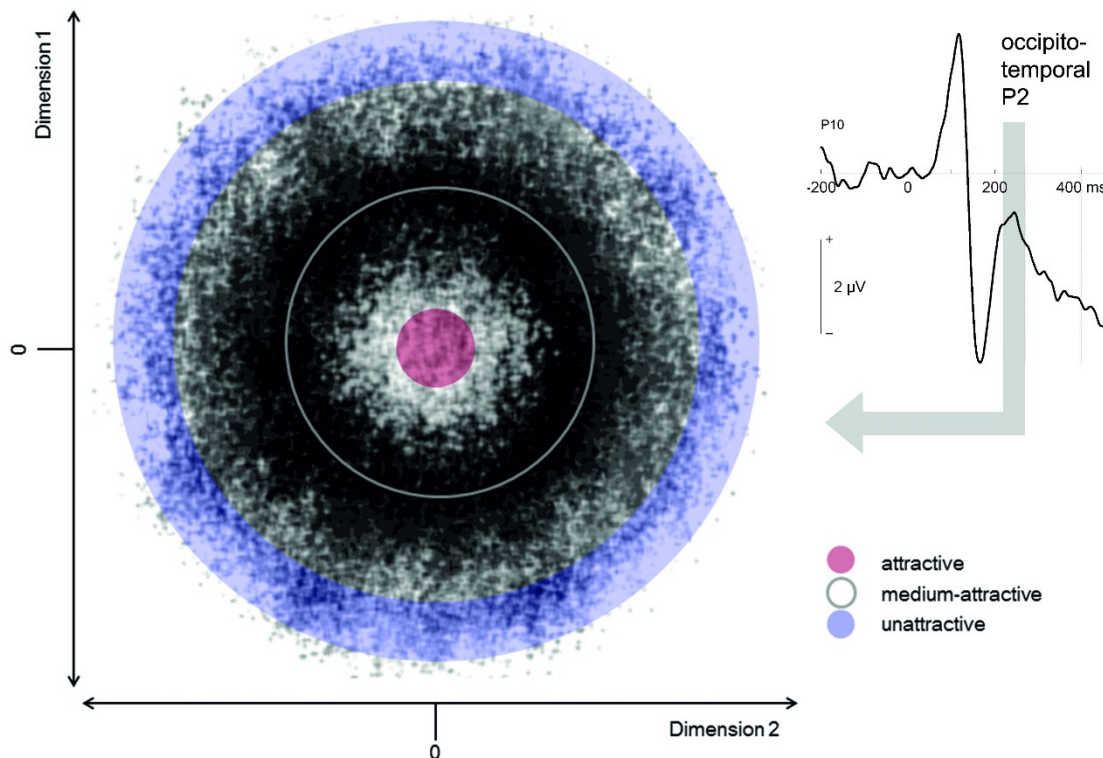 Dimension 1
0
0
Dimension 2
occipito-
temporal
P2
P10
-200
0
200
400 ms
+
2 µV
–
attractive
medium-attractive
unattractive